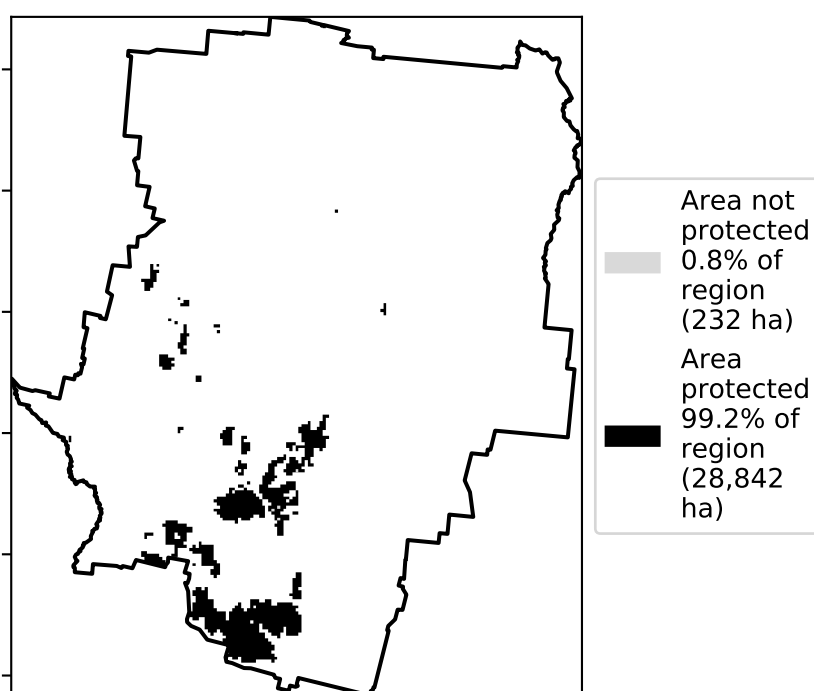 Area not
protected
0.8% of
region
(232 ha)
Area
protected
99.2% of
region
(28,842
ha)